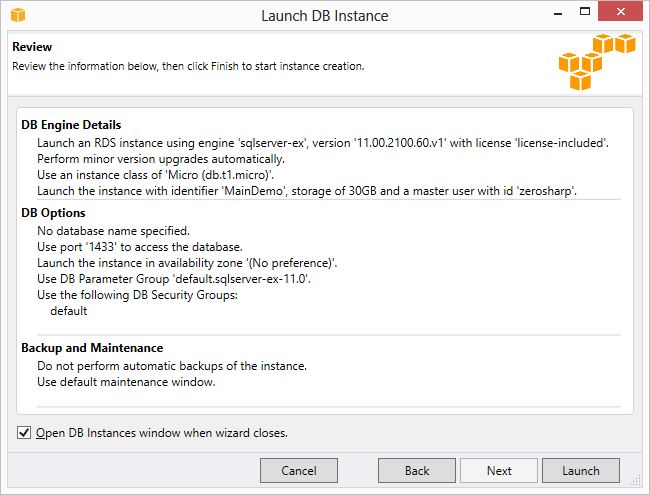 Launch DB Instance
Review
Review the information below, then click Finish to start instance creation.
DB Engine Details
Launch an RDS instance using engine 'sqlserver-ex', version '11.00.2100.60.v1' with license 'license-included'.
Perform minor version upgrades automatically.
Use an instance class of 'Micro (db.t1.micro)'.
Launch the instance with identifier 'MainDemo', storage of 30GB and a master user with id 'zerosharp'.
DB Options
No database name specified.
Use port '1433' to access the database.
Launch the instance in availability zone '(No preference)'.
Use DB Parameter Group 'default.sqlserver-ex-11.0'.
Use the following DB Security Groups:
default
Backup and Maintenance
Do not perform automatic backups of the instance.
Use default maintenance window.
Open DB Instances window when wizard closes.
Cancel Back Next Launch